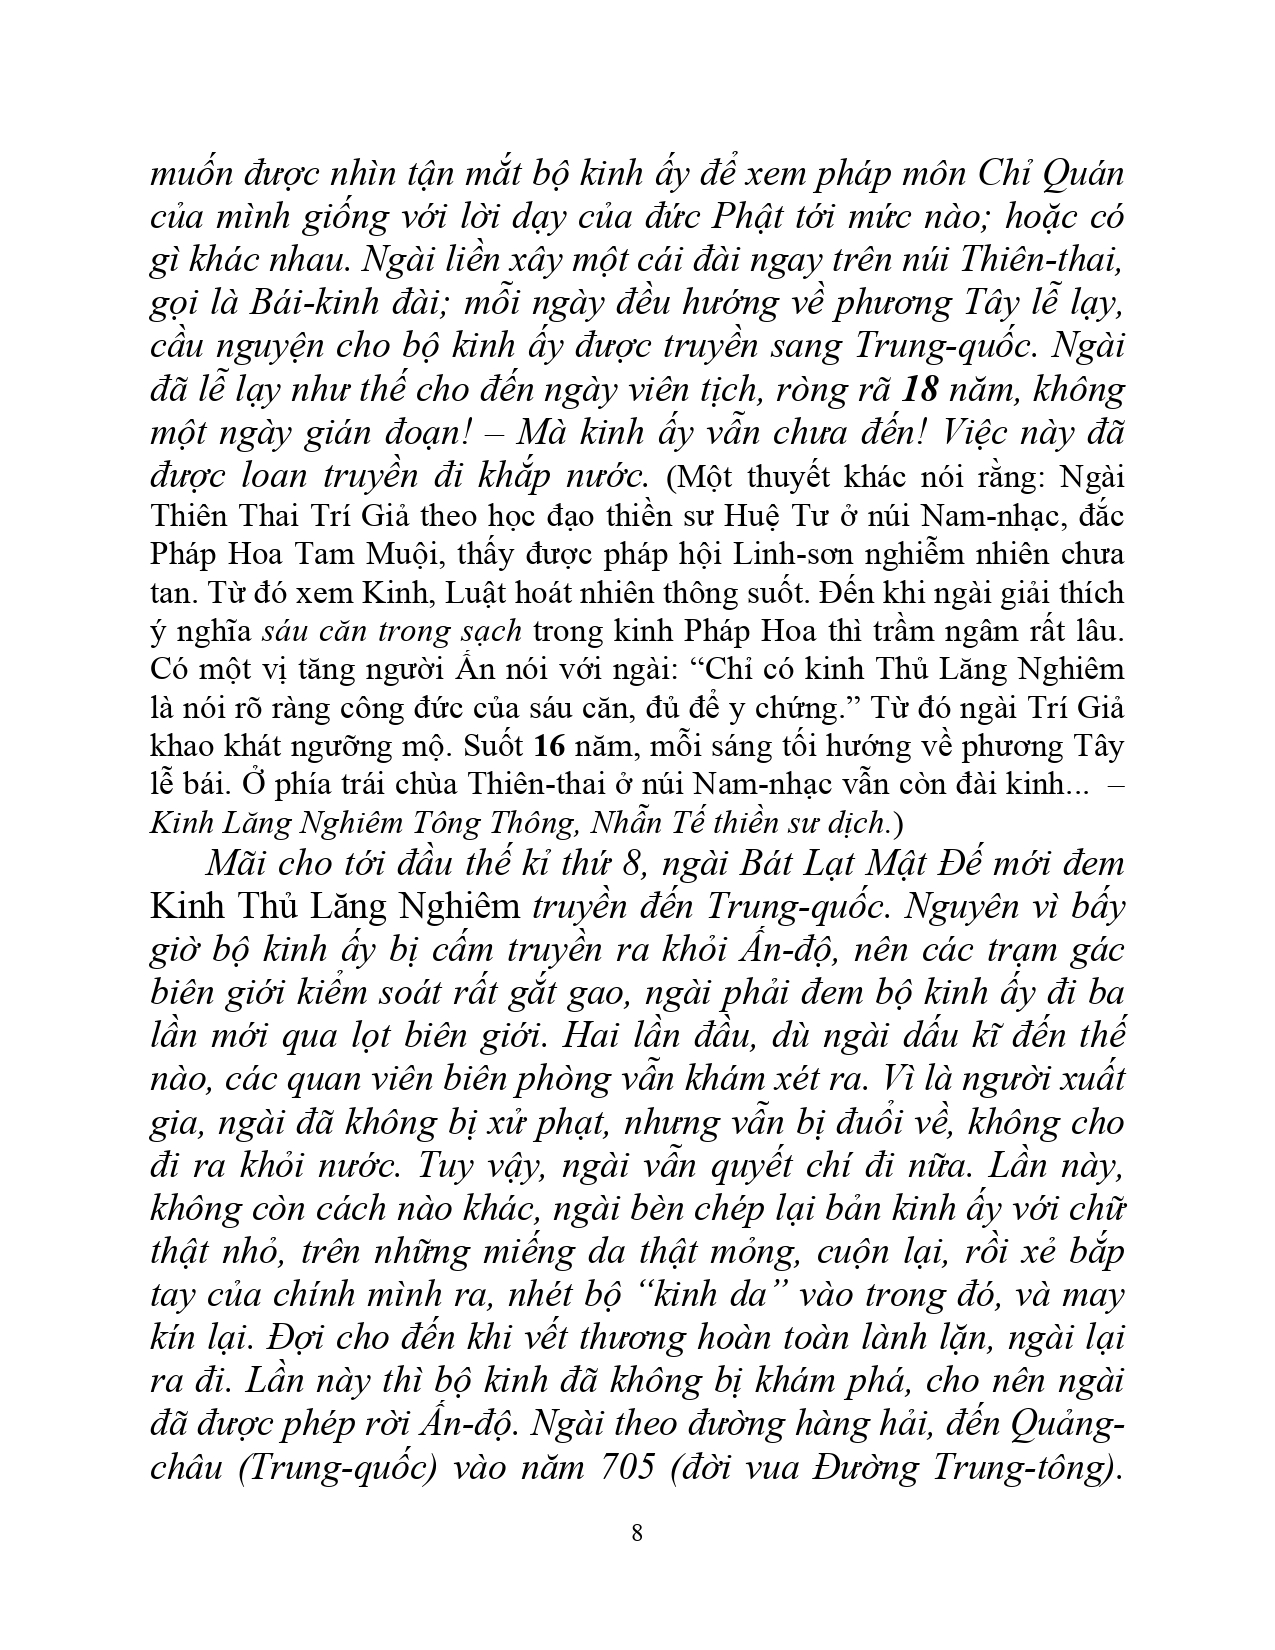 muốn được nhìn tận mắt bộ kinh ấy để xem pháp môn Chỉ Quán
của mình giống với lời dạy của đức Phật tới mức nào; hoặc có
gì khác nhau. Ngài liền xây một cái đài ngay trên núi Thiên-thai,
gọi là Bái-kinh đài; mỗi ngày đều hướng về phương Tây lễ lạy,
cầu nguyện cho bộ kinh ấy được truyền sang Trung-quốc. Ngài
đã lễ lạy như thế cho đến ngày viên tịch, ròng rã 18 năm, không
một ngày gián đoạn! – Mà kinh ấy vẫn chưa đến! Việc này đã
được loan truyền đi khắp nước. (Một thuyết khác nói rằng: Ngài
Thiên Thai Trí Giả theo học đạo thiền sư Huệ Tư ở núi Nam-nhạc, đắc
Pháp Hoa Tam Muội, thấy được pháp hội Linh-sơn nghiễm nhiên chưa
tan. Từ đó xem Kinh, Luật hoát nhiên thông suốt. Đến khi ngài giải thích
ý nghĩa sáu căn trong sạch trong kinh Pháp Hoa thì trầm ngâm rất lâu.
Có một vị tăng người Ấn nói với ngài: “Chỉ có kinh Thủ Lăng Nghiêm
là nói rõ ràng công đức của sáu căn, đủ để y chứng.” Từ đó ngài Trí Giả
khao khát ngưỡng mộ. Suốt 16 năm, mỗi sáng tối hướng về phương Tây
lễ bái. Ở phía trái chùa Thiên-thai ở núi Nam-nhạc vẫn còn đài kinh... –
Kinh Lăng Nghiêm Tông Thông, Nhẫn Tế thiền sư dịch.)
Mãi cho tới đầu thế kỉ thứ 8, ngài Bát Lạt Mật Đế mới đem
Kinh Thủ Lăng Nghiêm truyền đến Trung-quốc. Nguyên vì bấy
giờ bộ kinh ấy bị cấm truyền ra khỏi Ấn-độ, nên các trạm gác
biên giới kiểm soát rất gắt gao, ngài phải đem bộ kinh ấy đi ba
lần mới qua lọt biên giới. Hai lần đầu, dù ngài dấu kĩ đến thế
nào, các quan viên biên phòng vẫn khám xét ra. Vì là người xuất
gia, ngài đã không bị xử phạt, nhưng vẫn bị đuổi về, không cho
đi ra khỏi nước. Tuy vậy, ngài vẫn quyết chí đi nữa. Lần này,
không còn cách nào khác, ngài bèn chép lại bản kinh ấy với chữ
thật nhỏ, trên những miếng da thật mỏng, cuộn lại, rồi xẻ bắp
tay của chính mình ra, nhét bộ “kinh da” vào trong đó, và may
kín lại. Đợi cho đến khi vết thương hoàn toàn lành lặn, ngài lại
ra đi. Lần này thì bộ kinh đã không bị khám phá, cho nên ngài
đã được phép rời Ấn-độ. Ngài theo đường hàng hải, đến Quảng-
châu (Trung-quốc) vào năm 705 (đời vua Đường Trung-tông).
8